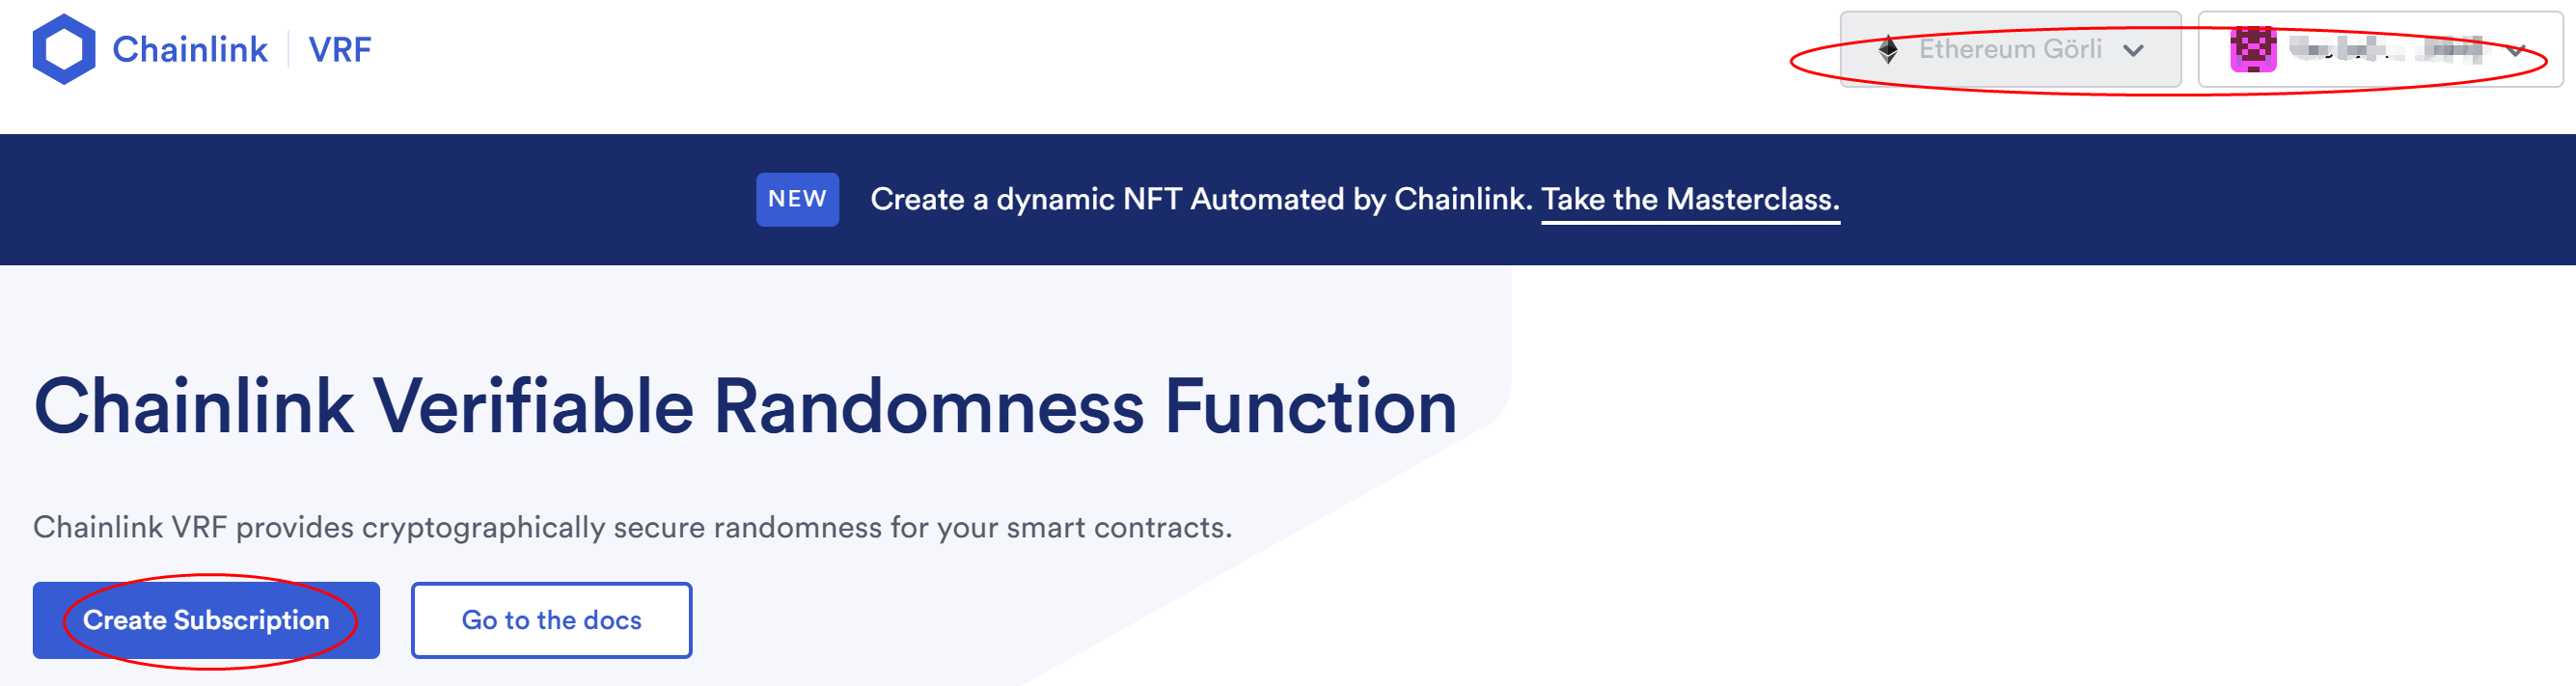 Chainlink VRF
Ethereum Görli
NEW Create a dynamic NFT Automated by Chainlink. Take the Masterclass.
Chainlink Verifiable Randomness Function
Chainlink VRF provides cryptographically secure randomness for your smart contracts.
Create Subscription
Go to the docs